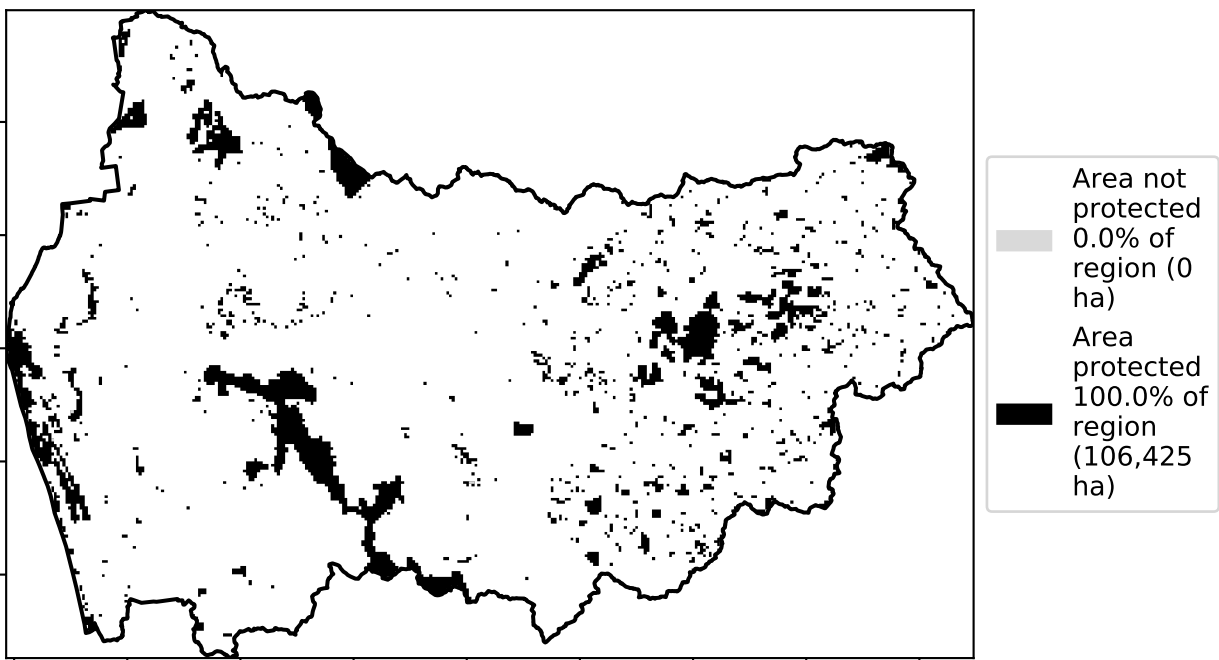 Area not
protected
0.0% of
region (0
ha)
Area
protected
100.0% of
region
(106,425
ha)